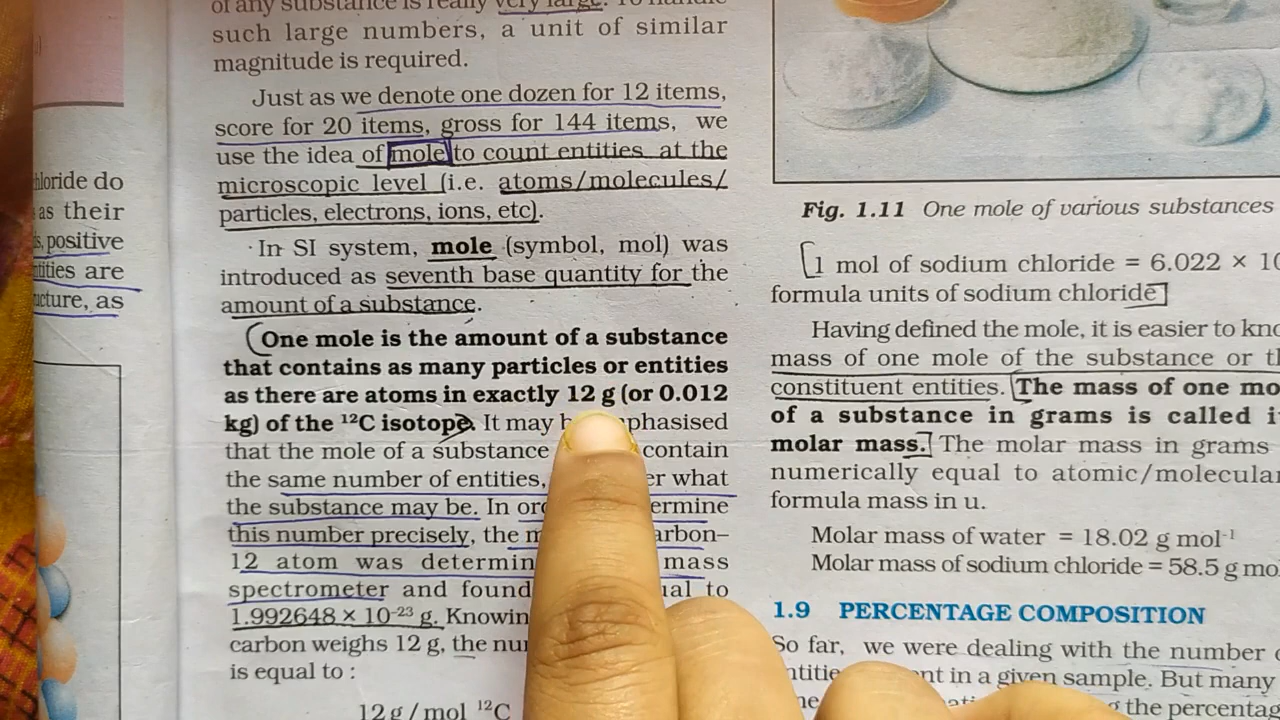 of any substance is really very large. To handle
such large numbers, a unit of similar
magnitude is required.
Just as we denote one dozen for 12 items,
score for 20 items, gross for 144 items, we
use the idea of mole to count entities at the
microscopic level (i.e. atoms/molecules/
particles, electrons, ions, etc).
In SI system, mole (symbol, mol) was
introduced as seventh base quantity for the
amount of a substance.
One mole is the amount of a substance
that contains as many particles or entities
as there are atoms in exactly 12 g (or 0.012
kg) of the ¹²C isotope. It may phasised
that the mole of a substance contain
the same number of entities, what
the substance may be. In
this number precisely, the
12 atom was mass
spectrometer and found to
1.992648 × 10⁻²³ g.
carbon weighs 12 g, the
is equal to :
12 g / mol ¹²C
hloride do
as their
positive
are
as
Fig. 1.11 One mole of various substances
1 mol of sodium chloride = 6.022 × 10
formula units of sodium chloride
Having defined the mole, it is easier to kno
mass of one mole of the substance or th
constituent entities. The mass of one mo
of a substance in grams is called i
molar mass. The molar mass in grams
numerically equal to atomic/molecular
formula mass in u.
Molar mass of water = 18.02 g mol⁻¹
Molar mass of sodium chloride = 58.5 g mo
1.9 PERCENTAGE COMPOSITION
So far, we were dealing with the number
in a given sample. But many
the percentag